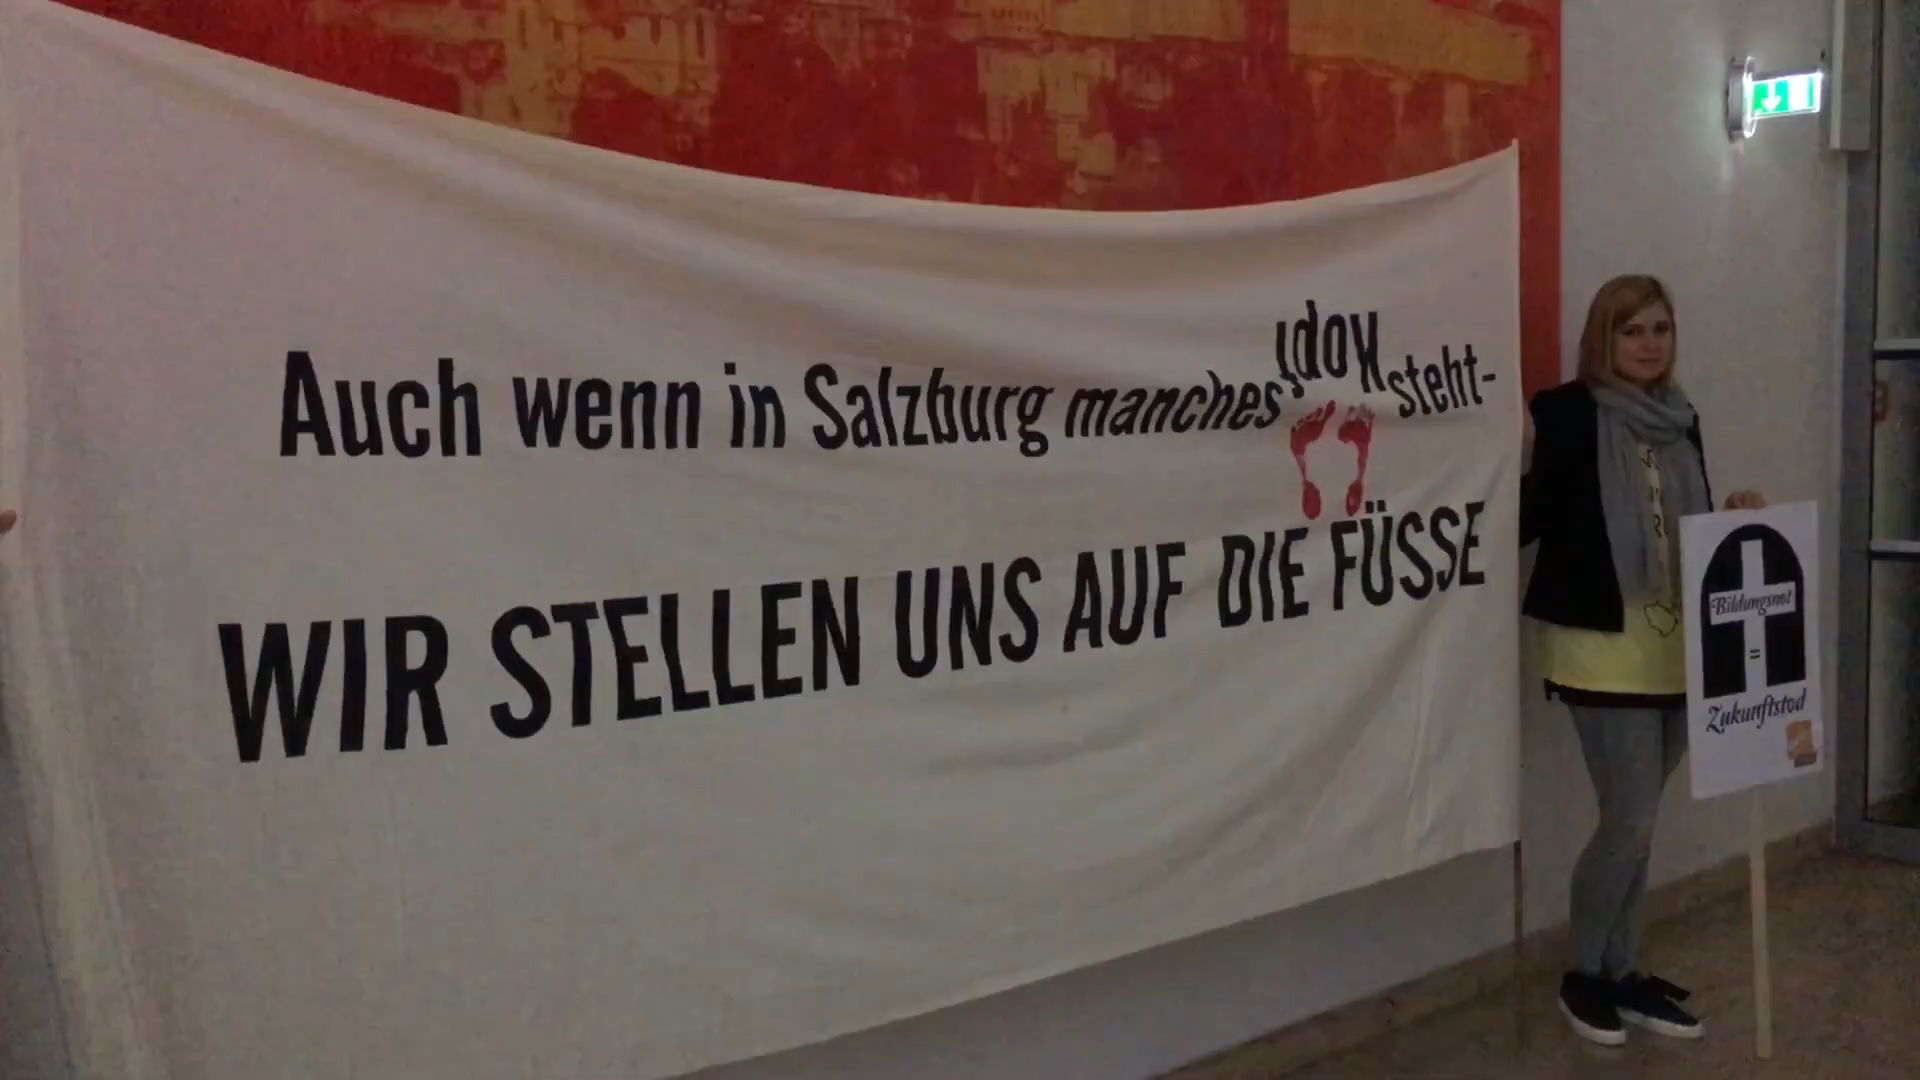 Auch wenn in Salzburg manches Kopf steht-
WIR STELLEN UNS AUF DIE FÜSSE
Bildungsnot
=
Zukunftstod